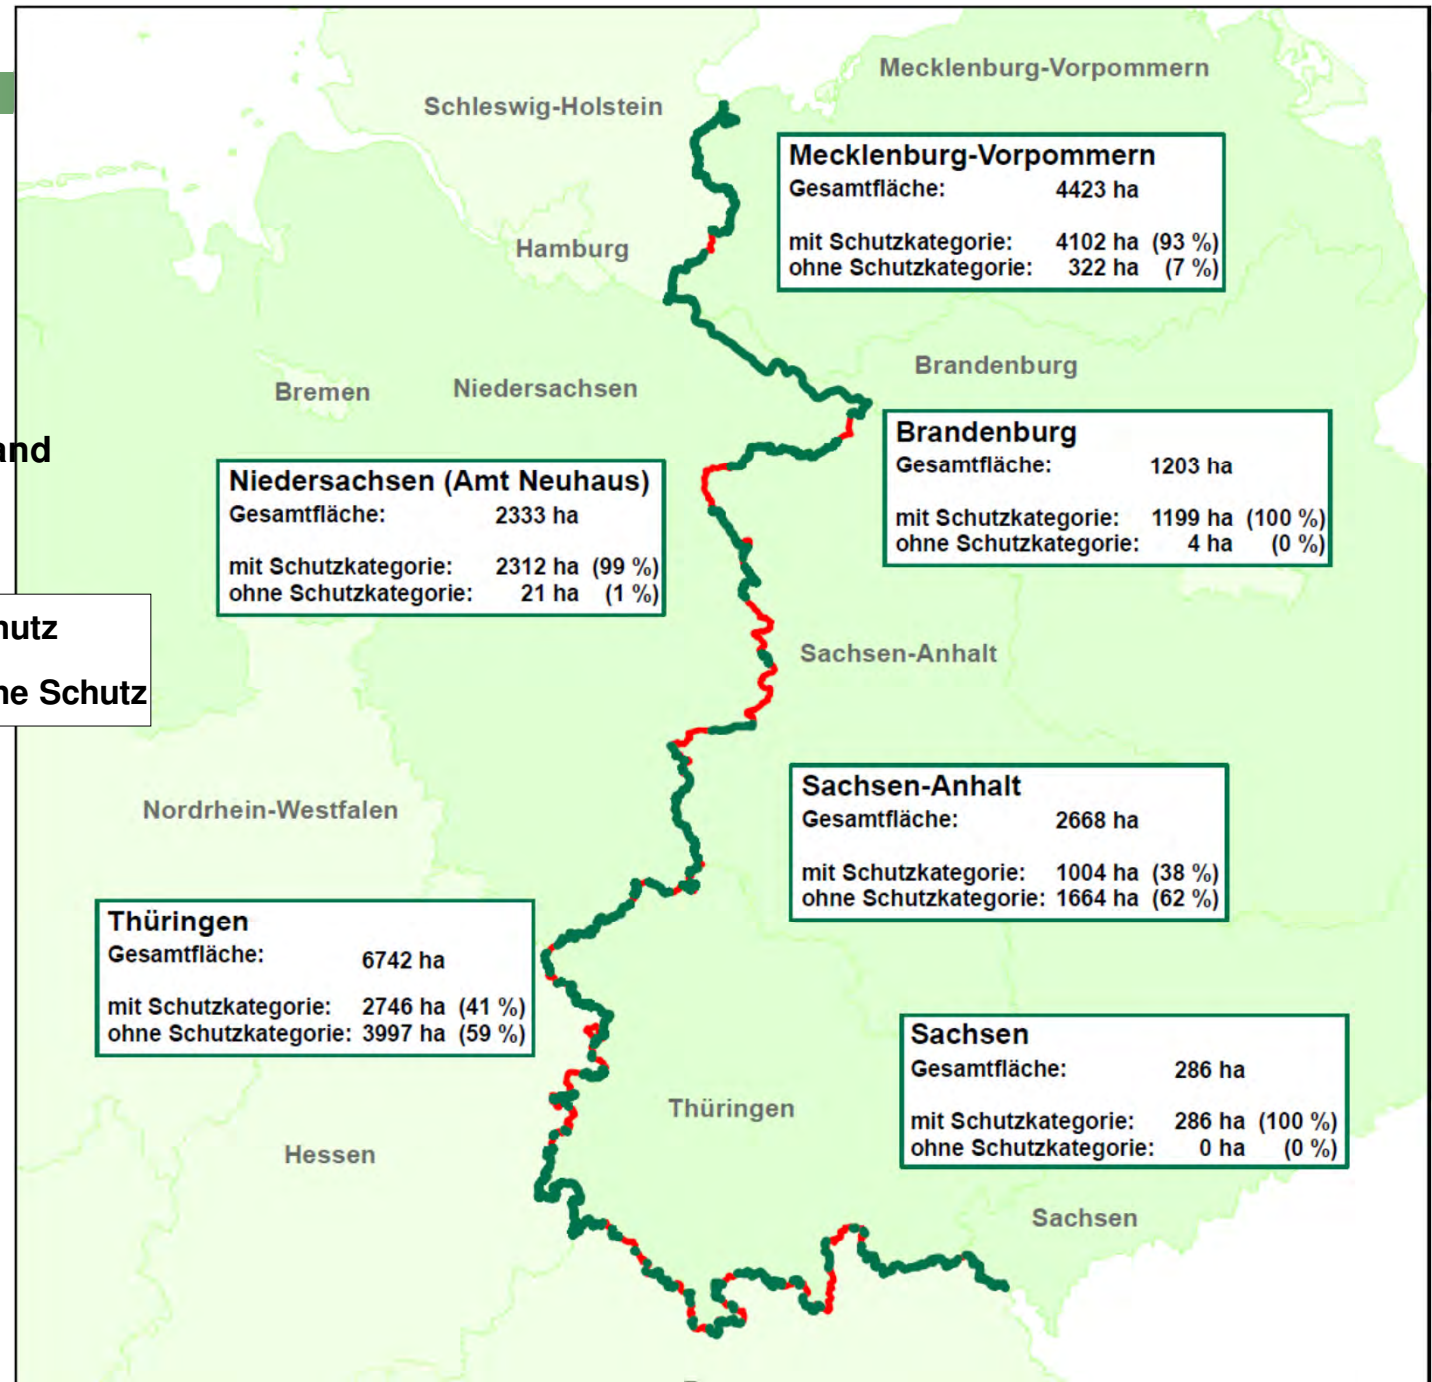 Mecklenburg-Vorpommern
Schleswig-Holstein
Mecklenburg-Vorpommern
Gesamtfläche: 4423 ha
mit Schutzkategorie: 4102 ha (93 %)
ohne Schutzkategorie: 322 ha (7 %)
Hamburg
Brandenburg
Bremen
Niedersachsen
Brandenburg
Gesamtfläche: 1203 ha
mit Schutzkategorie: 1199 ha (100 %)
ohne Schutzkategorie: 4 ha (0 %)
and
Niedersachsen (Amt Neuhaus)
Gesamtfläche: 2333 ha
mit Schutzkategorie: 2312 ha (99 %)
ohne Schutzkategorie: 21 ha (1 %)
hutz
ne Schutz
Sachsen-Anhalt
Sachsen-Anhalt
Gesamtfläche: 2668 ha
mit Schutzkategorie: 1004 ha (38 %)
ohne Schutzkategorie: 1664 ha (62 %)
Nordrhein-Westfalen
Thüringen
Gesamtfläche: 6742 ha
mit Schutzkategorie: 2746 ha (41 %)
ohne Schutzkategorie: 3997 ha (59 %)
Sachsen
Gesamtfläche: 286 ha
mit Schutzkategorie: 286 ha (100 %)
ohne Schutzkategorie: 0 ha (0 %)
Thüringen
Hessen
Sachsen